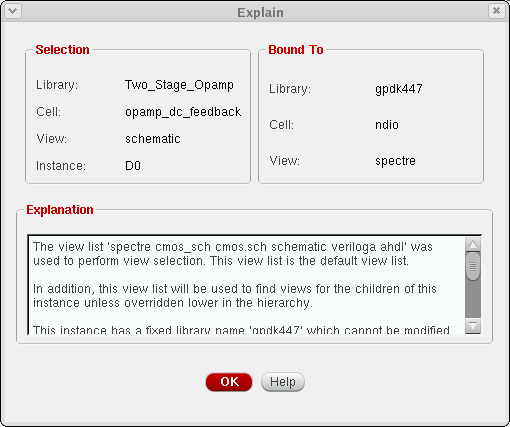 Explain
Selection
Library: Two_Stage_Opamp
Cell: opamp_dc_feedback
View: schematic
Instance: D0
Bound To
Library: gpdk447
Cell: ndio
View: spectre
Explanation
The view list 'spectre cmos_sch cmos.sch schematic veriloga ahdl' was
used to perform view selection. This view list is the default view list.
In addition, this view list will be used to find views for the children of this
instance unless overridden lower in the hierarchy.
This instance has a fixed library name 'gpdk447' which cannot be modified
OK Help